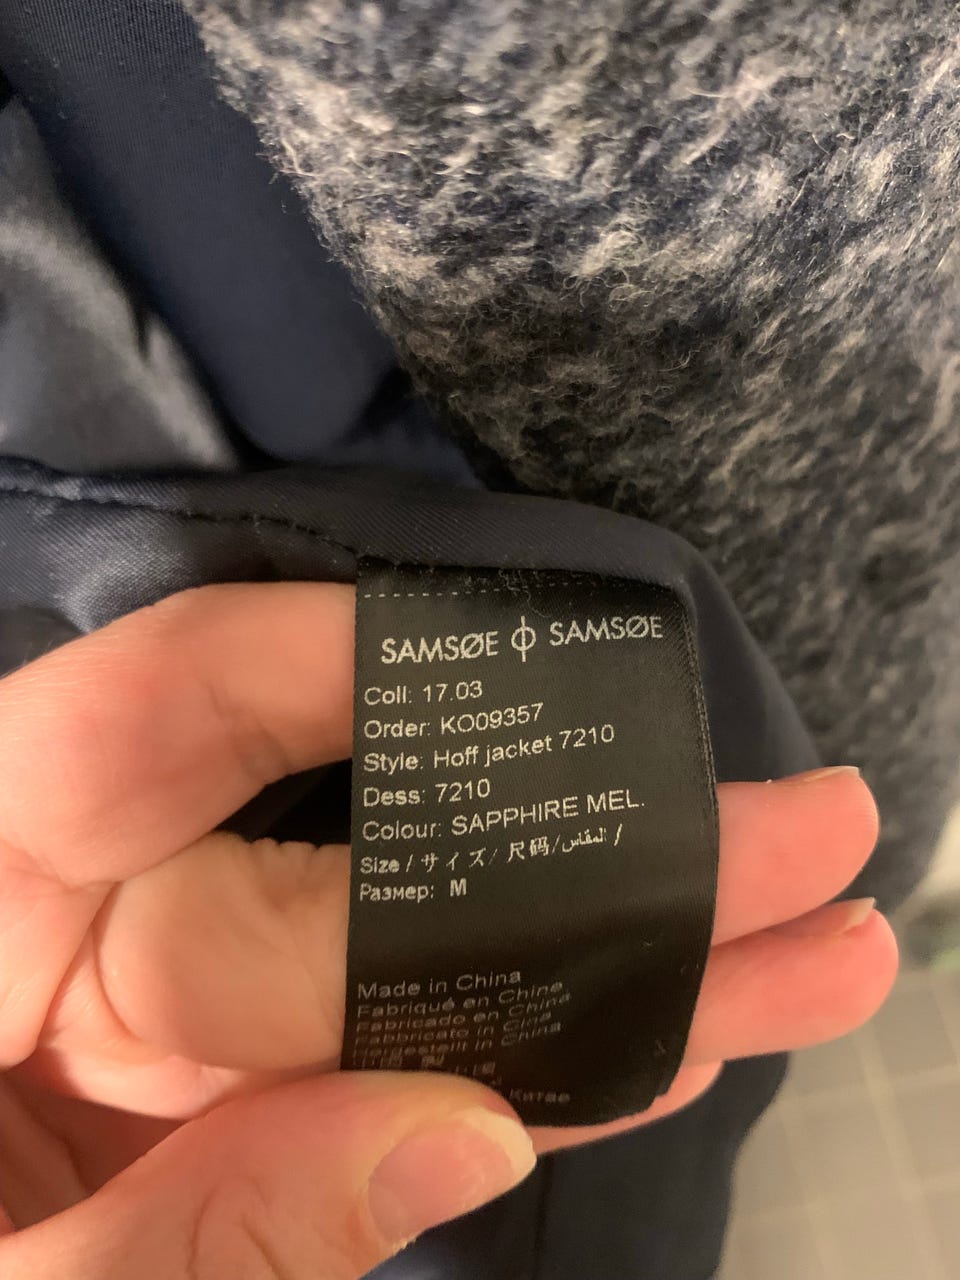 SAMSØE ϕ SAMSØE
Coll: 17.03
Order: KO09357
Style: Hoff jacket 7210
Dess: 7210
Colour: SAPPHIRE MEL.
Size / サイズ/ 尺码/المقاس /
Размер: M
Made in China
Fabriqué en Chine
Fabricado en China
Fabbricato in Cina
Hergestellt in China
Китае